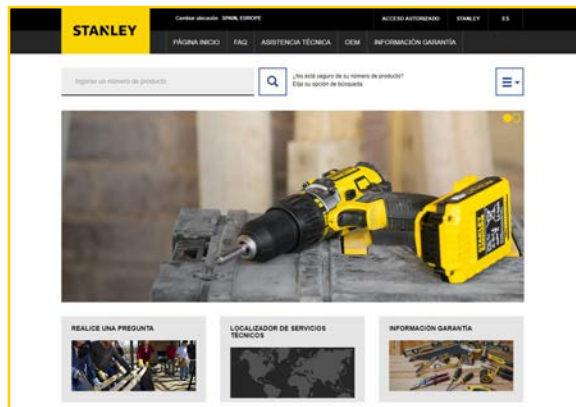 STANLEY
Cambiar ubicación SPAIN, EUROPE
ACCESO AUTORIZADO STANLEY ES
PÁGINA INICIO FAQ ASISTENCIA TÉCNICA OEM INFORMACIÓN GARANTÍA
Ingresar un número de producto
¿No está seguro de su número de producto?
Elija su opción de búsqueda
STANLEY
REALICE UNA PREGUNTA
LOCALIZADOR DE SERVICIOS
TÉCNICOS
INFORMACIÓN GARANTÍA